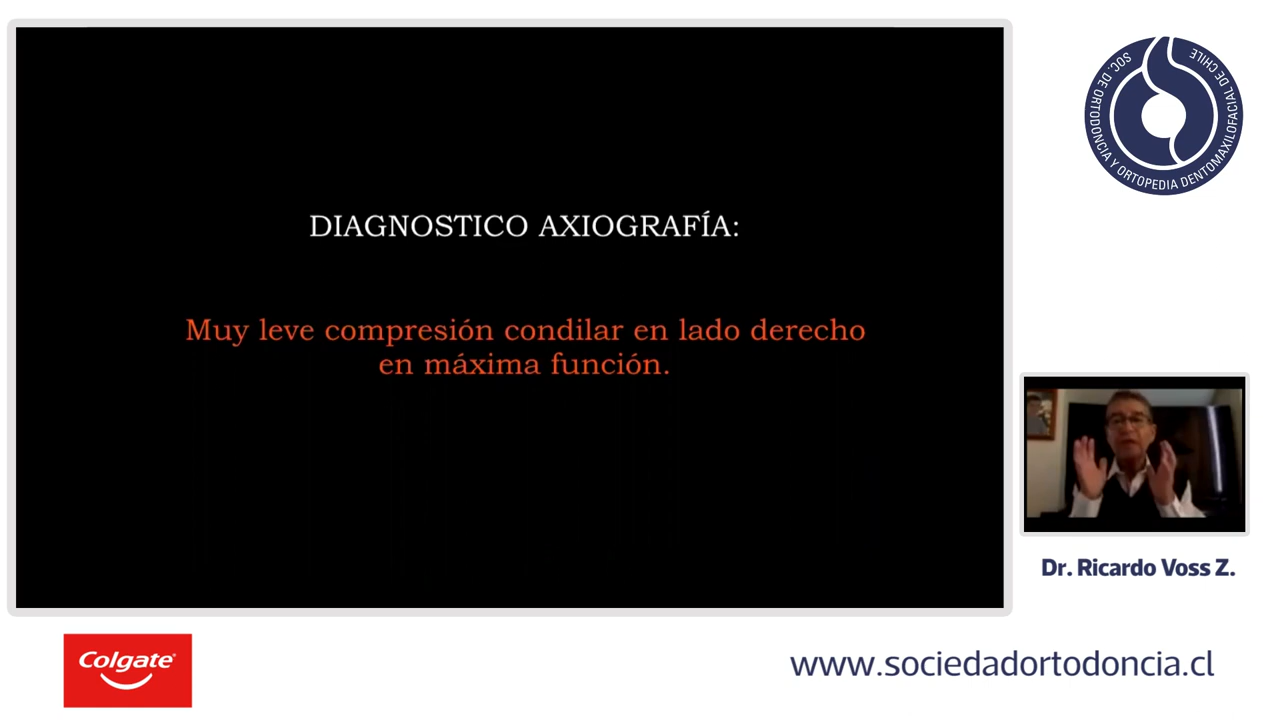 DIAGNOSTICO AXIOGRAFÍA:
Muy leve compresión condilar en lado derecho
en máxima función.
SOC. DE ORTODONCIA Y ORTOPEDIA DENTOMAXILOFACIAL DE CHILE
Dr. Ricardo Voss Z.
Colgate®
www.sociedadortodoncia.cl